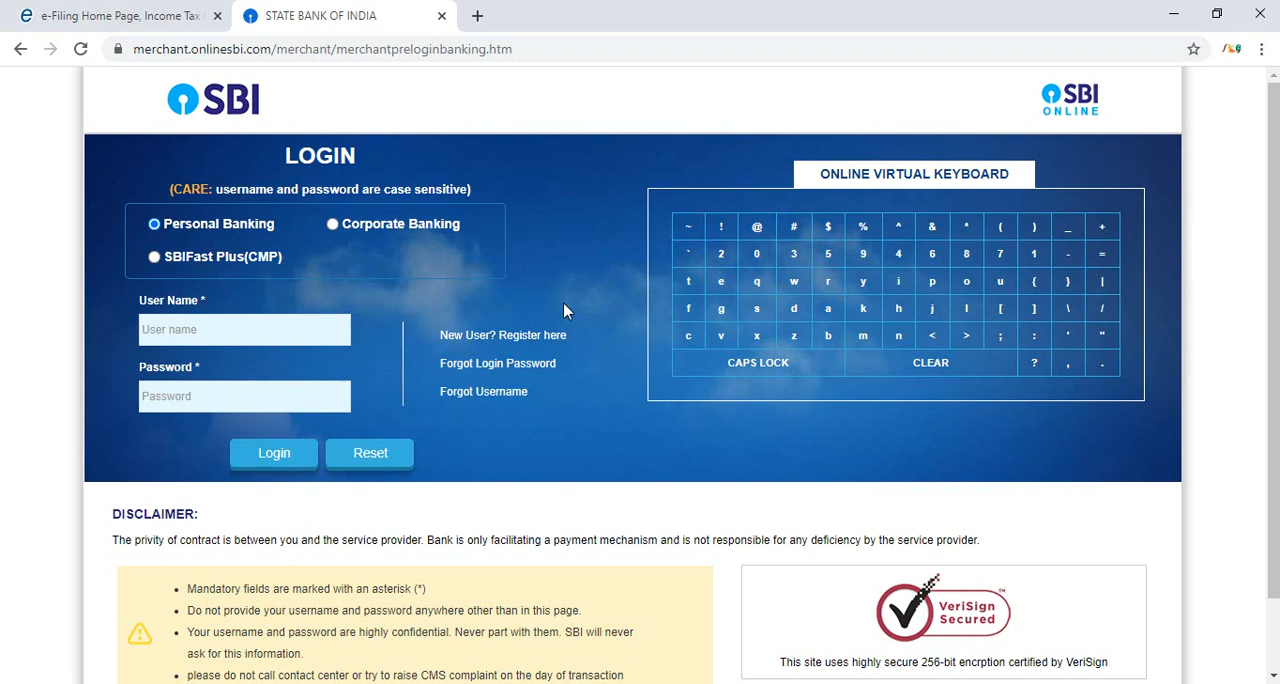 e-Filing Home Page, Income Tax
STATE BANK OF INDIA
merchant.onlinesbi.com/merchant/merchantpreloginbanking.htm
SBI
SBI
ONLINE
LOGIN
(CARE: username and password are case sensitive)
Personal Banking
Corporate Banking
SBIFast Plus(CMP)
User Name *
User name
Password *
Password
New User? Register here
Forgot Login Password
Forgot Username
Login
Reset
ONLINE VIRTUAL KEYBOARD
~ ! @ # $ % ^ & * ( ) _ +
` 2 0 3 5 9 4 6 8 7 1 - =
t e q w r y i p o u { } |
f g s d a k h j l [ ] \ /
c v x z b m n < > ; : ' "
CAPS LOCK CLEAR ? , .
DISCLAIMER:
The privity of contract is between you and the service provider. Bank is only facilitating a payment mechanism and is not responsible for any deficiency by the service provider.
• Mandatory fields are marked with an asterisk (*)
• Do not provide your username and password anywhere other than in this page.
• Your username and password are highly confidential. Never part with them. SBI will never
ask for this information.
• please do not call contact center or try to raise CMS complaint on the day of transaction
VeriSign
Secured
™
This site uses highly secure 256-bit encrption certified by VeriSign